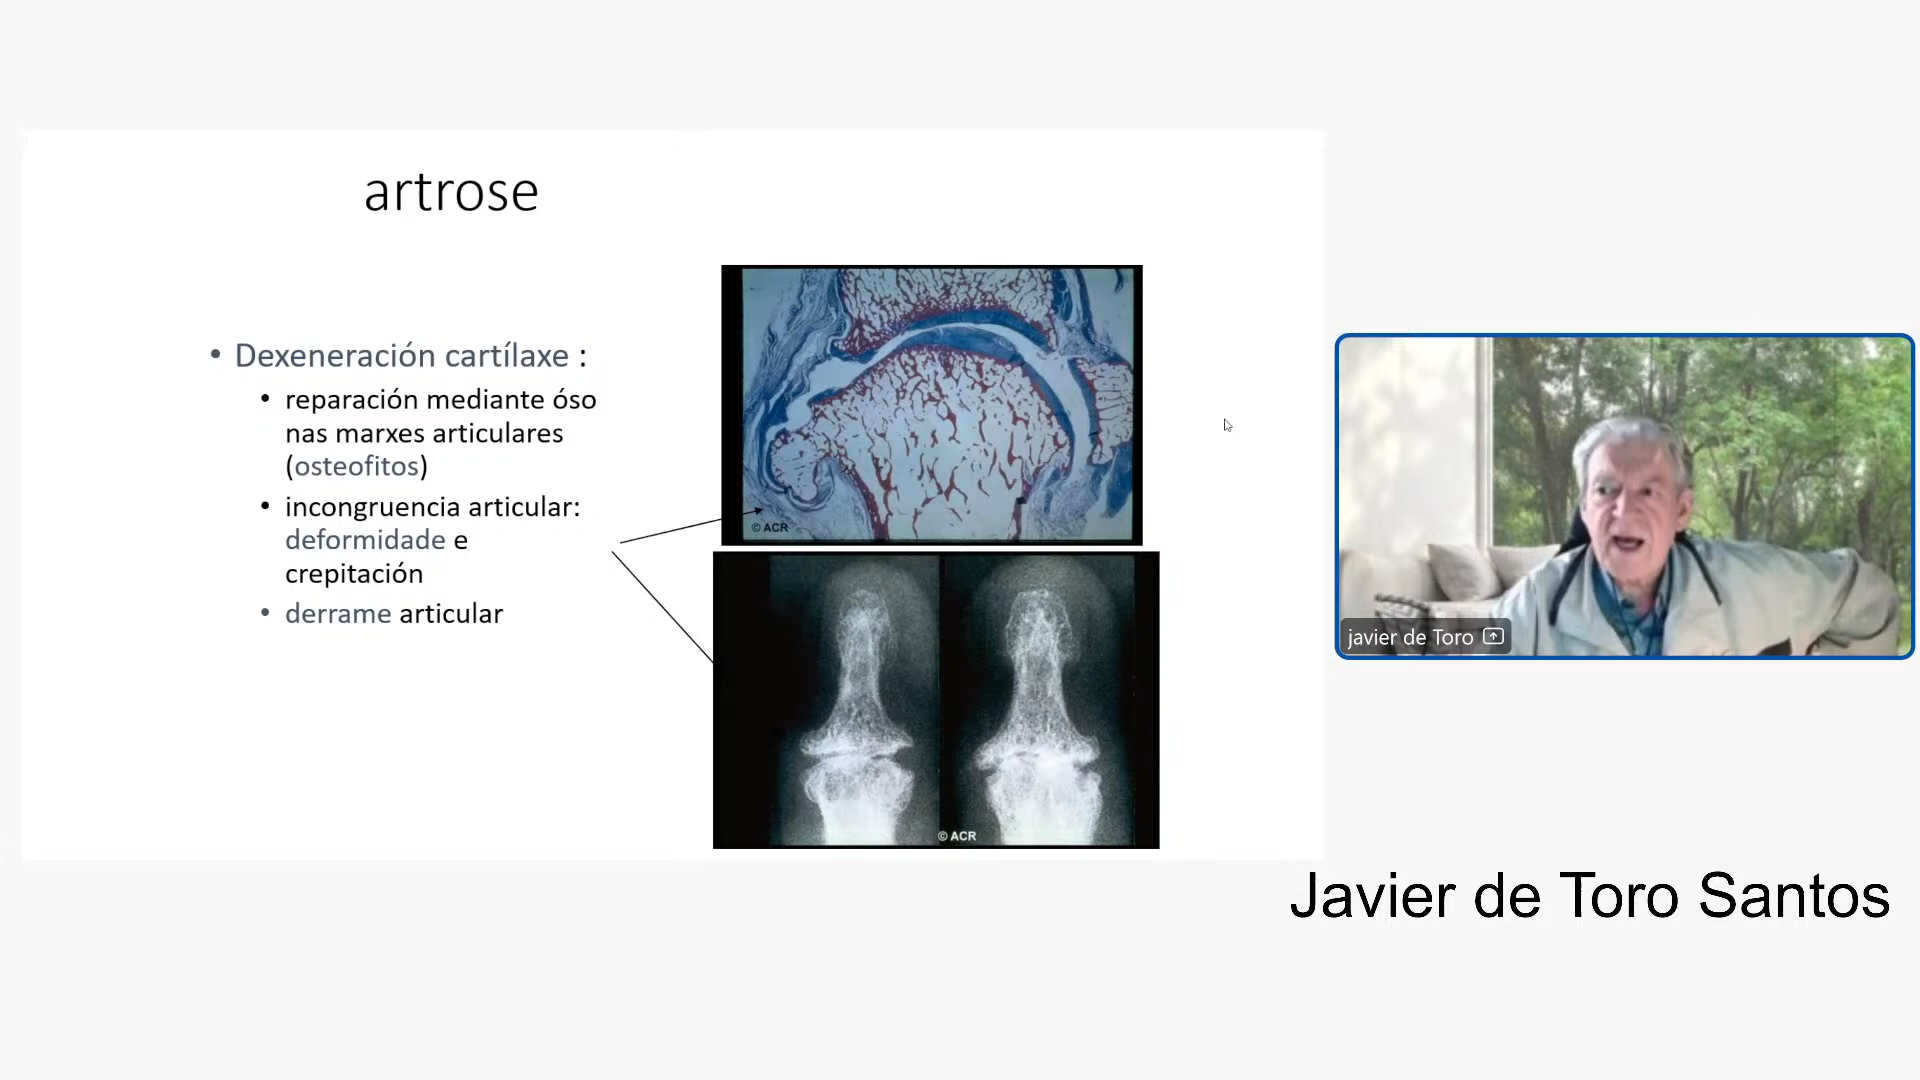 artrose
• Dexeneración cartílaxe :
• reparación mediante óso
nas marxes articulares
(osteofitos)
• incongruencia articular:
deformidade e
crepitación
• derrame articular
© ACR
© ACR
javier de Toro
Javier de Toro Santos